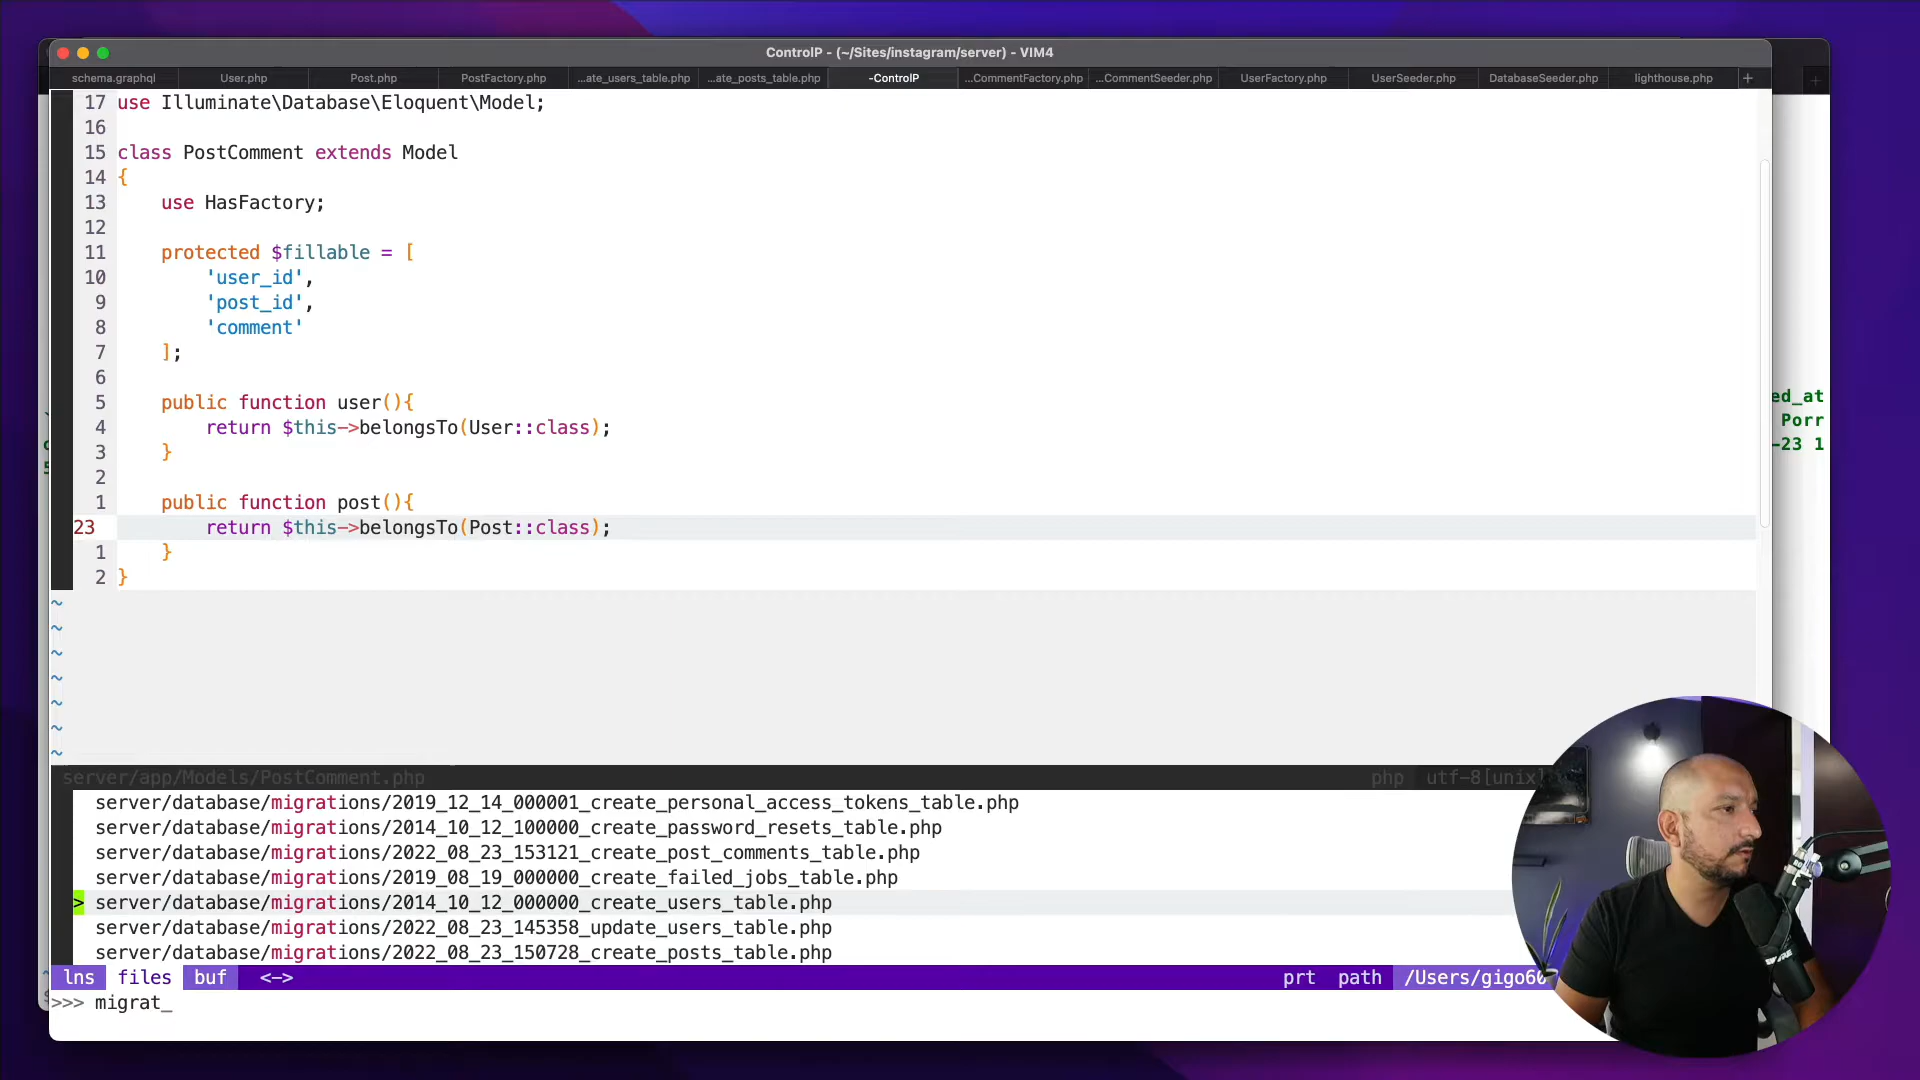 ControlP - (~/Sites/instagram/server) - VIM4
schema.graphql User.php Post.php PostFactory.php ...ate_users_table.php ...ate_posts_table.php -ControlP ...CommentFactory.php ...CommentSeeder.php UserFactory.php UserSeeder.php DatabaseSeeder.php lighthouse.php +
17 use Illuminate\Database\Eloquent\Model;
16
15 class PostComment extends Model
14 {
13 use HasFactory;
12
11 protected $fillable = [
10 'user_id',
9 'post_id',
8 'comment'
7 ];
6
5 public function user(){
4 return $this->belongsTo(User::class);
3 }
2
1 public function post(){
23 return $this->belongsTo(Post::class);
1 }
2 }
~
~
~
~
~
~
~
ed_at
Porr
-23 1
server/app/Models/PostComment.php php utf-8[unix]
server/database/migrations/2019_12_14_000001_create_personal_access_tokens_table.php
server/database/migrations/2014_10_12_100000_create_password_resets_table.php
server/database/migrations/2022_08_23_153121_create_post_comments_table.php
server/database/migrations/2019_08_19_000000_create_failed_jobs_table.php
> server/database/migrations/2014_10_12_000000_create_users_table.php
server/database/migrations/2022_08_23_145358_update_users_table.php
server/database/migrations/2022_08_23_150728_create_posts_table.php
lns files buf <-> prt path /Users/gigo60
>>> migrat_